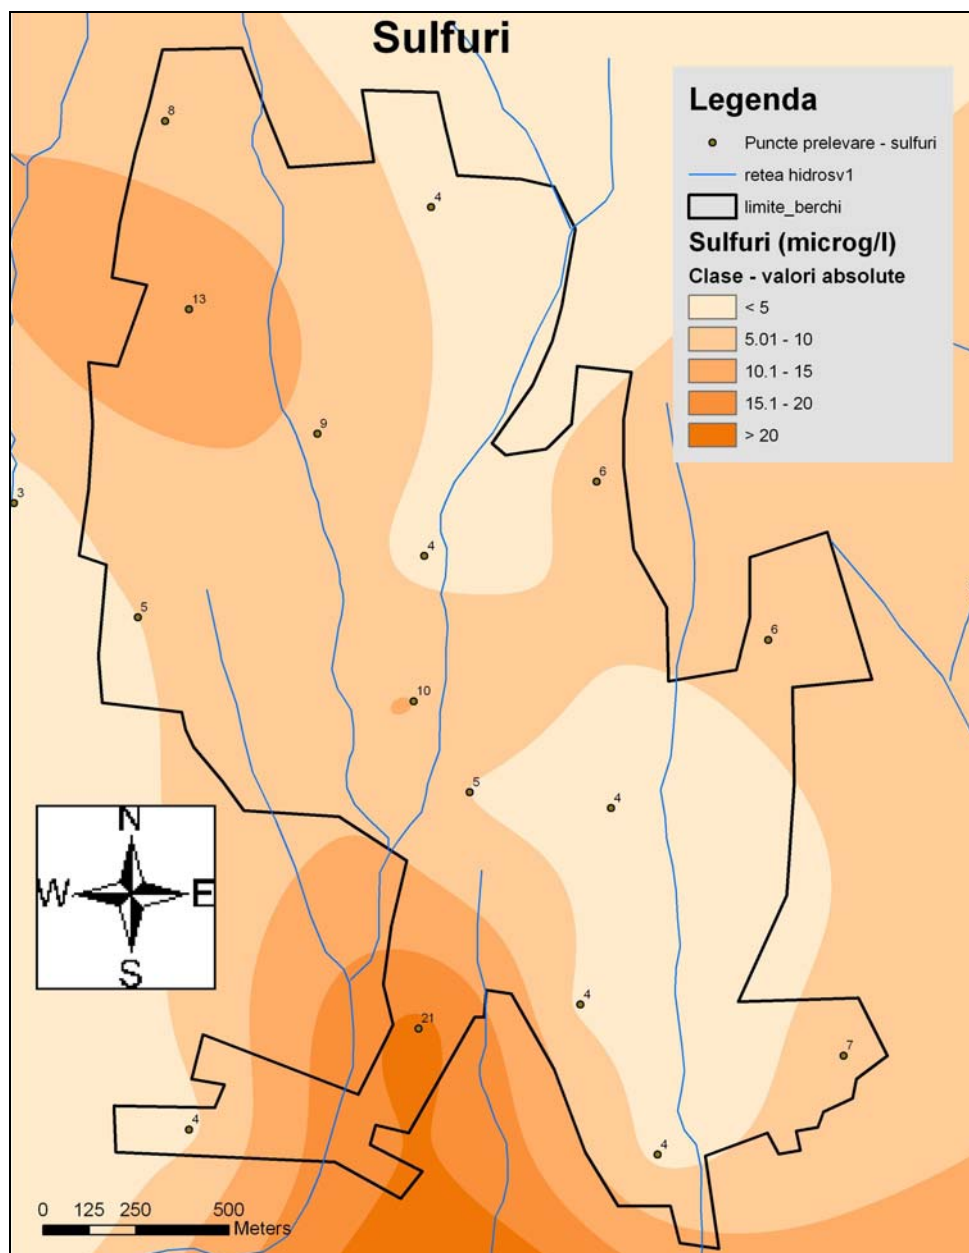 Sulfuri
Legenda
Puncte prelevare - sulfuri
retea hidrosv1
limite_berchi
Sulfuri (microg/l)
Clase - valori absolute
< 5
5.01 - 10
10.1 - 15
15.1 - 20
> 20
8
4
13
9
6
3
4
5
6
10
5
4
N
W E
S
4
21
7
4
4
0 125 250 500
Meters